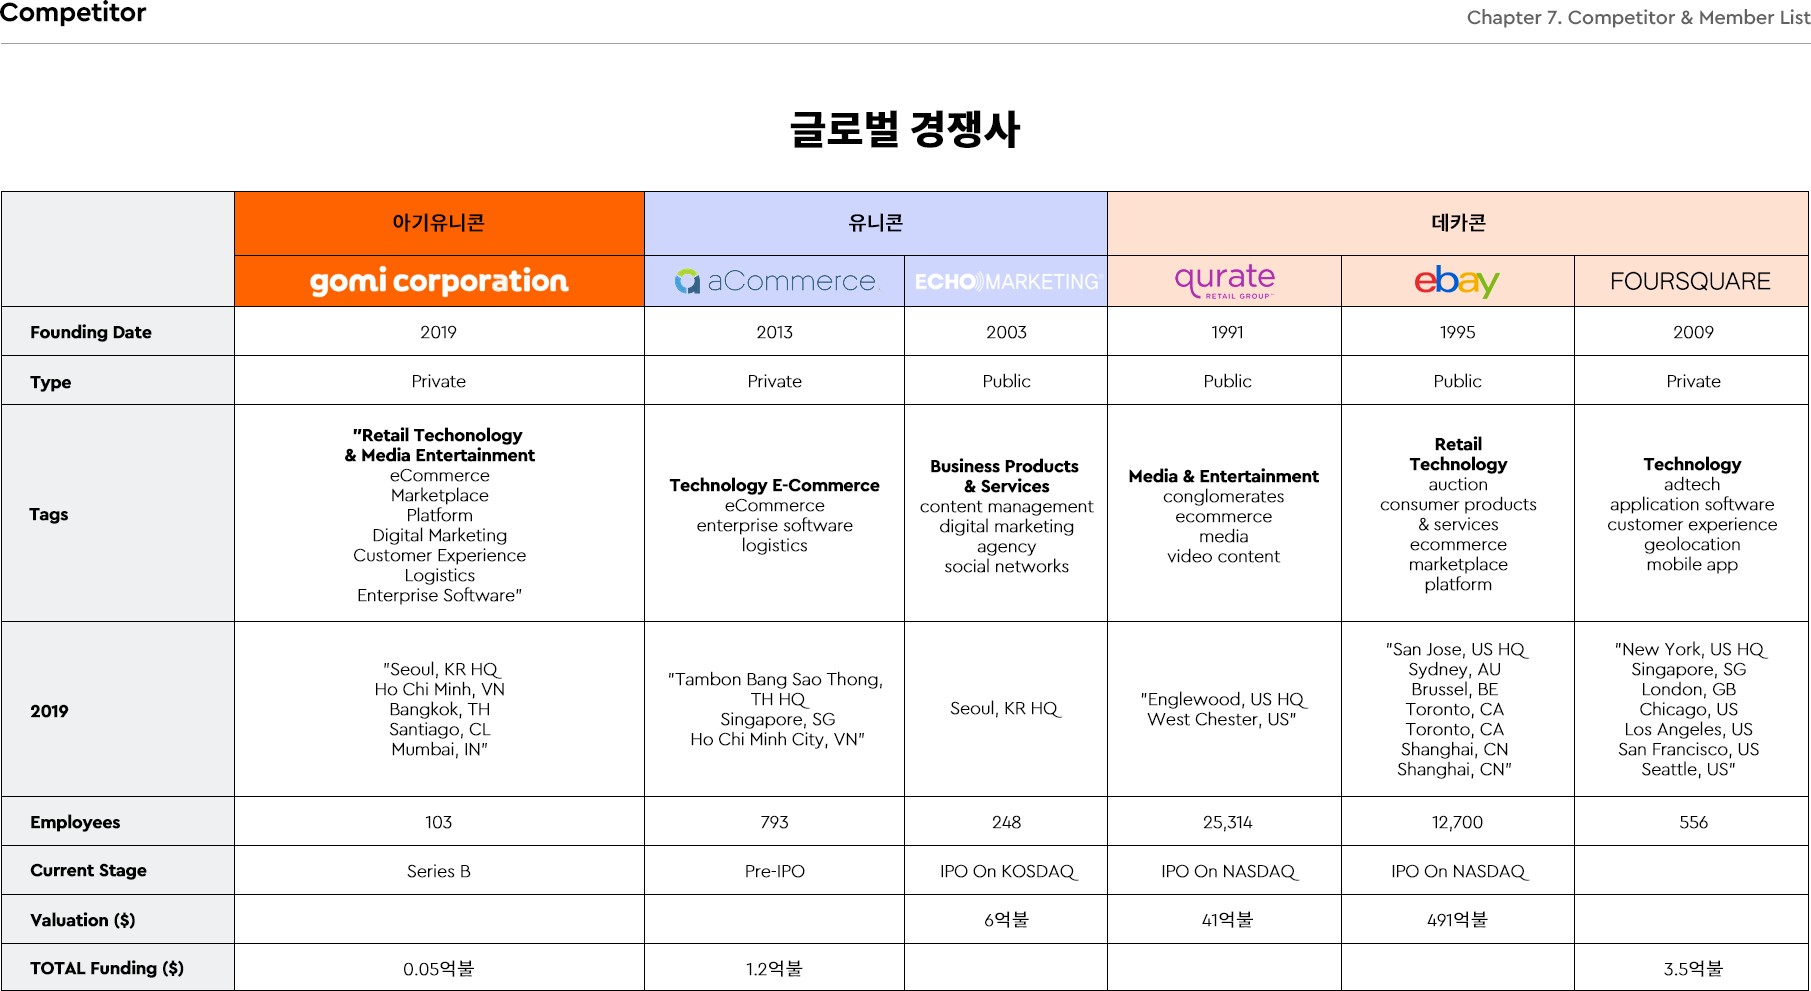 Competitor
Chapter 7. Competitor & Member List
글로벌 경쟁사
아기유니콘
유니콘
데카콘
gomi corporation
aCommerce
ECHO MARKETING
qurate
RETAIL GROUP
ebay
FOURSQUARE
Founding Date
2019
2013
2003
1991
1995
2009
Type
Private
Private
Public
Public
Public
Private
Tags
"Retail Techonology
& Media Entertainment
eCommerce
Marketplace
Platform
Digital Marketing
Customer Experience
Logistics
Enterprise Software"
Technology E-Commerce
eCommerce
enterprise software
logistics
Business Products
& Services
content management
digital marketing
agency
social networks
Media & Entertainment
conglomerates
ecommerce
media
video content
Retail
Technology
auction
consumer products
& services
ecommerce
marketplace
platform
Technology
adtech
application software
customer experience
geolocation
mobile app
2019
"Seoul, KR HQ
Ho Chi Minh, VN
Bangkok, TH
Santiago, CL
Mumbai, IN"
"Tambon Bang Sao Thong,
TH HQ
Singapore, SG
Ho Chi Minh City, VN"
Seoul, KR HQ
"Englewood, US HQ
West Chester, US"
"San Jose, US HQ
Sydney, AU
Brussel, BE
Toronto, CA
Toronto, CA
Shanghai, CN
Shanghai, CN"
"New York, US HQ
Singapore, SG
London, GB
Chicago, US
Los Angeles, US
San Francisco, US
Seattle, US"
Employees
103
793
248
25,314
12,700
556
Current Stage
Series B
Pre-IPO
IPO On KOSDAQ
IPO On NASDAQ
IPO On NASDAQ
Valuation ($)
6억불
41억불
491억불
TOTAL Funding ($)
0.05억불
1.2억불
3.5억불